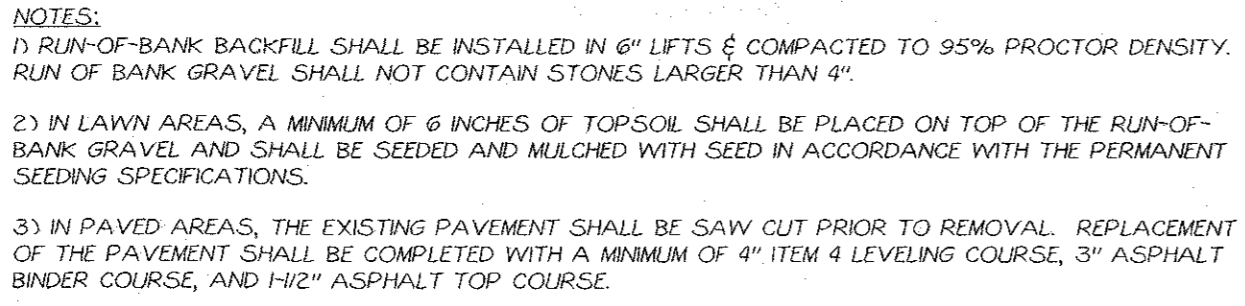 NOTES:
1) RUN-OF-BANK BACKFILL SHALL BE INSTALLED IN 6" LIFTS & COMPACTED TO 95% PROCTOR DENSITY.
RUN OF BANK GRAVEL SHALL NOT CONTAIN STONES LARGER THAN 4".
2) IN LAWN AREAS, A MINIMUM OF 6 INCHES OF TOPSOIL SHALL BE PLACED ON TOP OF THE RUN-OF-
BANK GRAVEL AND SHALL BE SEEDED AND MULCHED WITH SEED IN ACCORDANCE WITH THE PERMANENT
SEEDING SPECIFICATIONS.
3) IN PAVED AREAS, THE EXISTING PAVEMENT SHALL BE SAW CUT PRIOR TO REMOVAL. REPLACEMENT
OF THE PAVEMENT SHALL BE COMPLETED WITH A MINIMUM OF 4" ITEM 4 LEVELING COURSE, 3" ASPHALT
BINDER COURSE, AND 1-1/2" ASPHALT TOP COURSE.